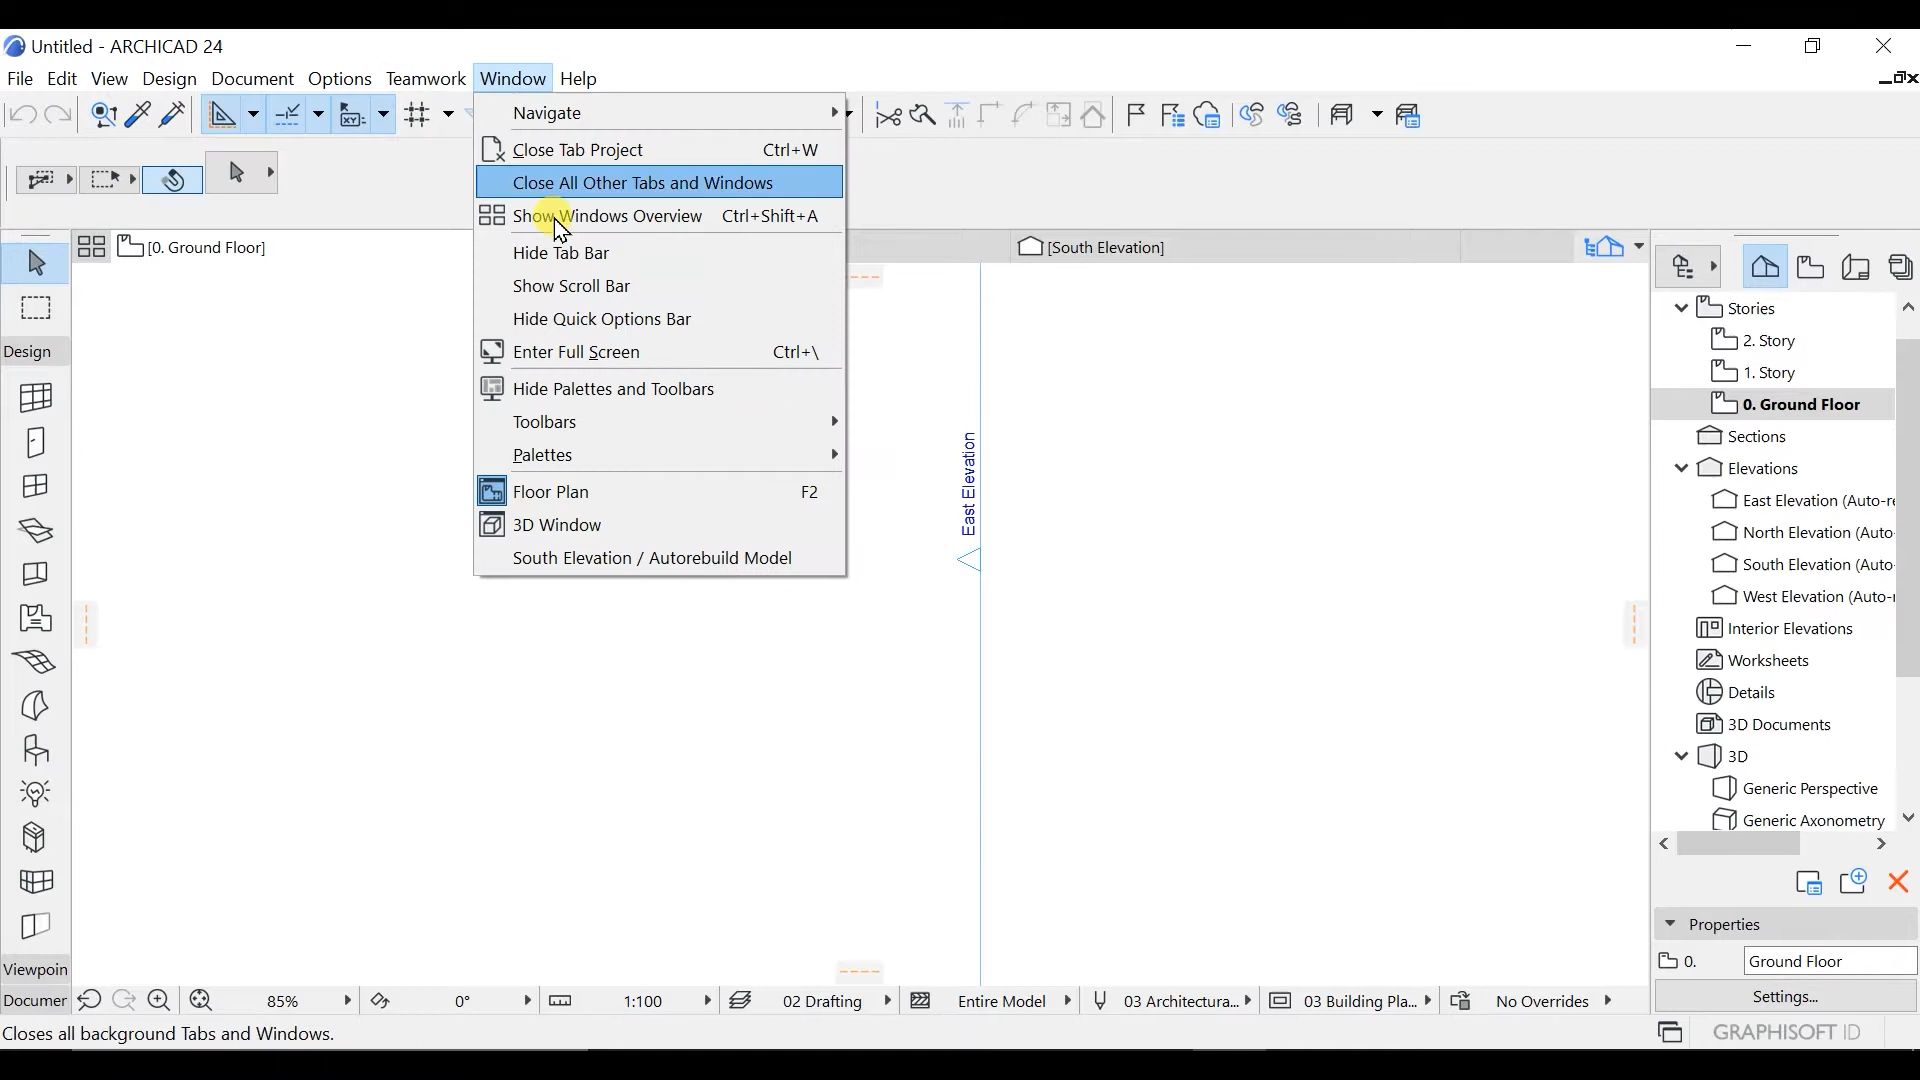 Untitled - ARCHICAD 24
File Edit View Design Document Options Teamwork Window Help
Navigate
Close Tab Project Ctrl+W
Close All Other Tabs and Windows
Show Windows Overview Ctrl+Shift+A
Hide Tab Bar
Show Scroll Bar
Hide Quick Options Bar
Enter Full Screen Ctrl+\
Hide Palettes and Toolbars
Toolbars
Palettes
Floor Plan F2
3D Window
South Elevation / Autorebuild Model
[0. Ground Floor]
[South Elevation]
Design
Viewpoin
Documer
East Elevation
Stories
2. Story
1. Story
0. Ground Floor
Sections
Elevations
East Elevation (Auto-re
North Elevation (Auto-
South Elevation (Auto-
West Elevation (Auto-r
Interior Elevations
Worksheets
Details
3D Documents
3D
Generic Perspective
Generic Axonometry
Properties
0. Ground Floor
Settings...
85% 0° 1:100 02 Drafting Entire Model 03 Architectura... 03 Building Pla... No Overrides
Closes all background Tabs and Windows.
GRAPHISOFT ID